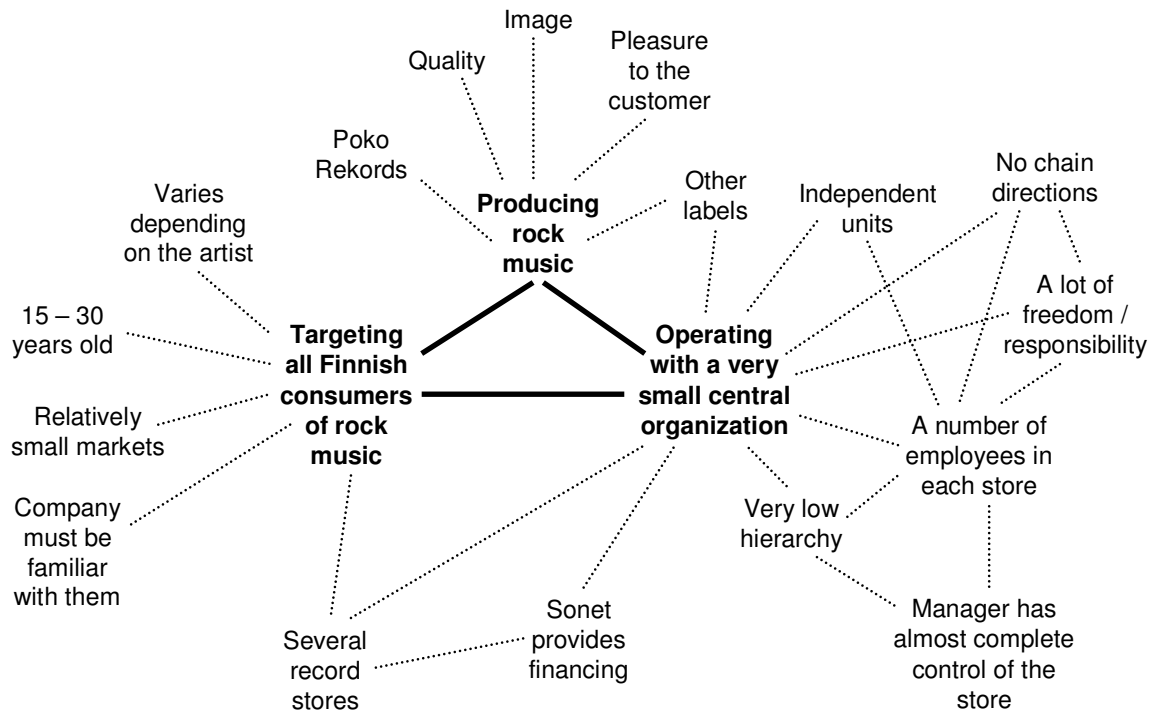 Image
Quality
Pleasure
to the
customer
Poko
Rekords
Varies
depending
on the artist
Producing
rock
music
Other
labels
Independent
units
No chain
directions
15 – 30
years old
Targeting
all Finnish
consumers
of rock
music
Operating
with a very
small central
organization
A lot of
freedom /
responsibility
Relatively
small markets
A number of
employees in
each store
Company
must be
familiar
with them
Very low
hierarchy
Several
record
stores
Sonet
provides
financing
Manager has
almost complete
control of the
store